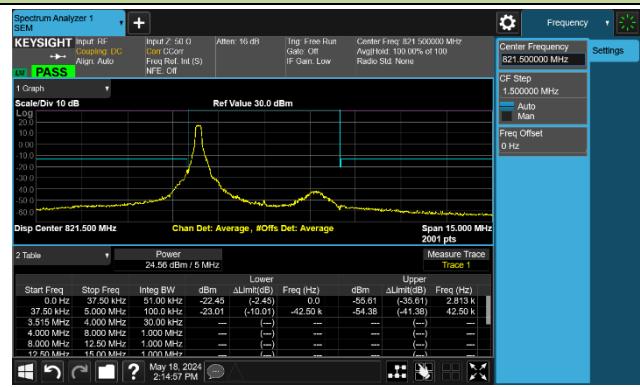 Spectrum Analyzer 1
SEM
+
Frequency
KEYSIGHT
Input: RF
Coupling: DC
Align: Auto
Input Z: 50 Ω
Corr CCorr
Freq Ref: Int (S)
NFE: Off
Atten: 16 dB
Trig: Free Run
Gate: Off
IF Gain: Low
Center Freq: 821.500000 MHz
Avg|Hold: 100.00% of 100
Radio Std: None
PASS
Center Frequency
821.500000 MHz
Settings
CF Step
1.500000 MHz
Auto
Man
Freq Offset
0 Hz
1 Graph
Scale/Div 10 dB
Ref Value 30.0 dBm
Log
20.0
10.0
0.00
-10.0
-20.0
-30.0
-40.0
-50.0
-60.0
Disp Center 821.500 MHz
Chan Det: Average , #Offs Det: Average
Span 15.000 MHz
2001 pts
2 Table
Power
24.56 dBm / 5 MHz
Measure Trace
Trace 1
Lower Upper
Start Freq Stop Freq Integ BW dBm ΔLimit(dB) Freq (Hz) dBm ΔLimit(dB) Freq (Hz)
0.0 Hz 37.50 kHz 51.00 kHz -22.45 (-2.45) 0.0 -55.61 (-35.61) 2.813 k
37.50 kHz 5.000 MHz 100.0 kHz -23.01 (-10.01) -42.50 k -54.38 (-41.38) 42.50 k
3.515 MHz 4.000 MHz 30.00 kHz --- (---) --- --- (---) ---
4.000 MHz 8.000 MHz 1.000 MHz --- (---) --- --- (---) ---
8.000 MHz 12.50 MHz 1.000 MHz --- (---) --- --- (---) ---
12.50 MHz 15.00 MHz 1.000 MHz --- (---) --- --- (---) ---
?
May 18, 2024
2:14:57 PM